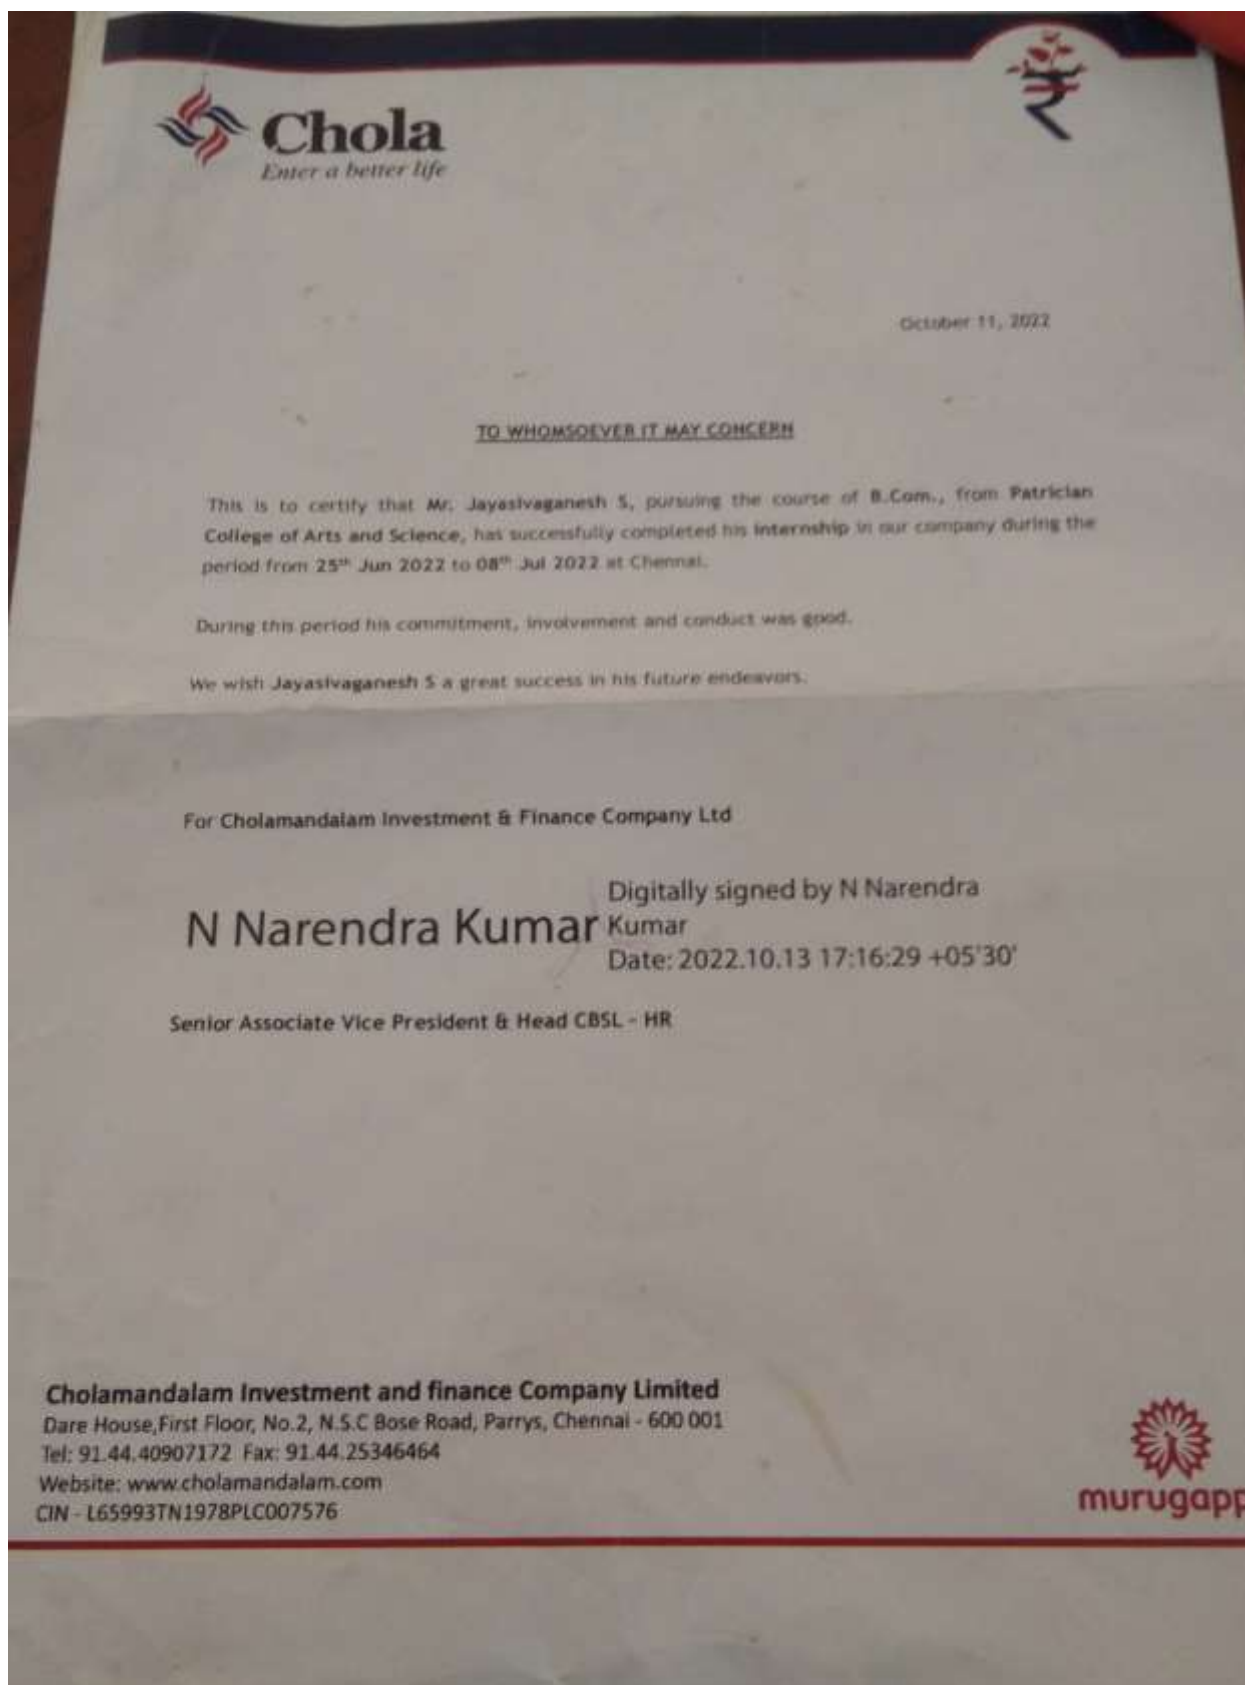 Chola
Enter a better life
October 11, 2022
TO WHOMSOEVER IT MAY CONCERN
This is to certify that Mr. Jayasivaganesh S, pursuing the course of B.Com., from Patrician
College of Arts and Science, has successfully completed his internship in our company during the
period from 25th Jun 2022 to 08th Jul 2022 at Chennai.
During this period his commitment, involvement and conduct was good.
We wish Jayasivaganesh S a great success in his future endeavors.
For Cholamandalam Investment & Finance Company Ltd
N Narendra Kumar
Digitally signed by N Narendra
Kumar
Date: 2022.10.13 17:16:29 +05'30'
Senior Associate Vice President & Head CBSL - HR
Cholamandalam Investment and finance Company Limited
Dare House,First Floor, No.2, N.S.C Bose Road, Parrys, Chennai - 600 001
Tel: 91.44.40907172 Fax: 91.44.25346464
Website: www.cholamandalam.com
CIN - L65993TN1978PLC007576
murugapp